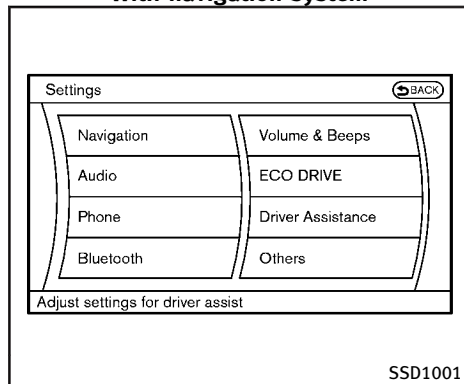 with navigation system
Settings
BACK
Navigation
Volume & Beeps
Audio
ECO DRIVE
Phone
Driver Assistance
Bluetooth
Others
Adjust settings for driver assist
SSD1001